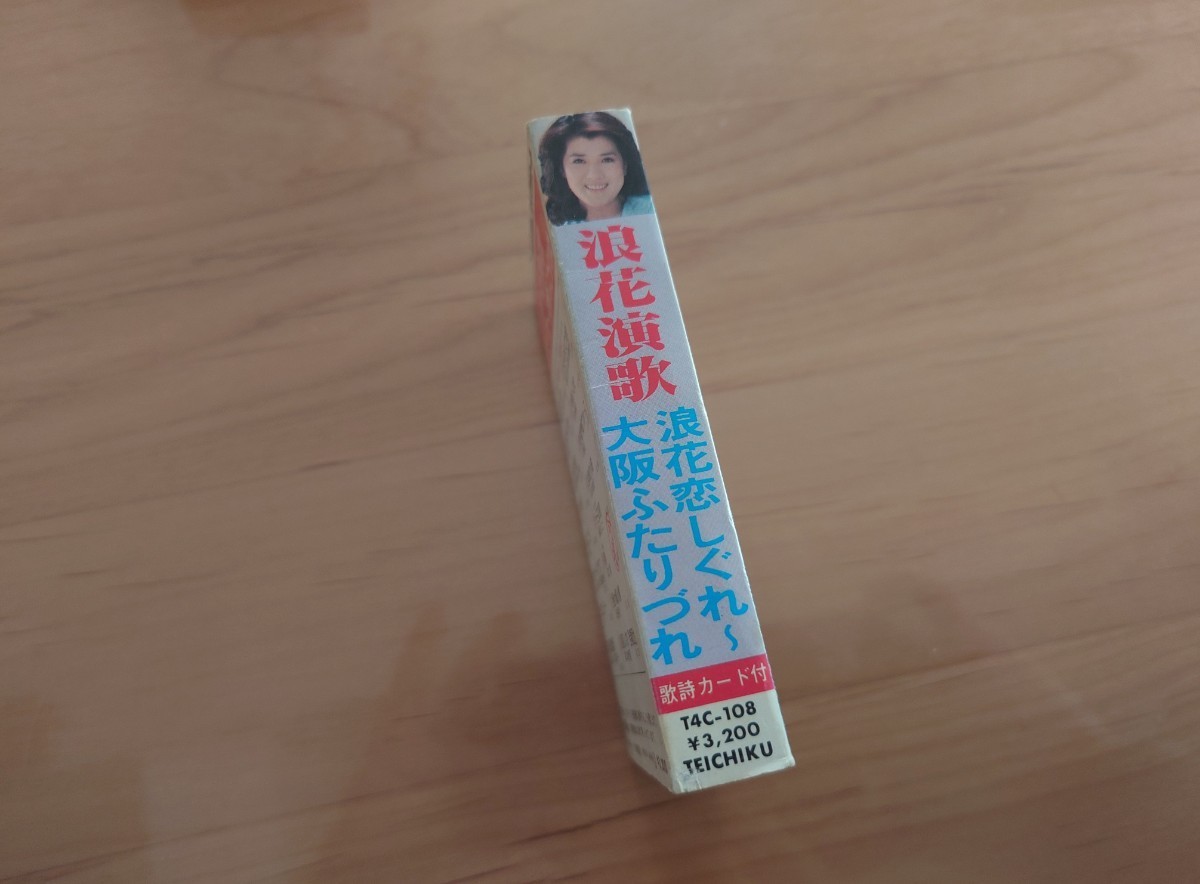 浪花演歌
浪花恋しぐれ〜
大阪ふたりづれ
歌詩カード付
T4C-108
¥3,200
TEICHIKU